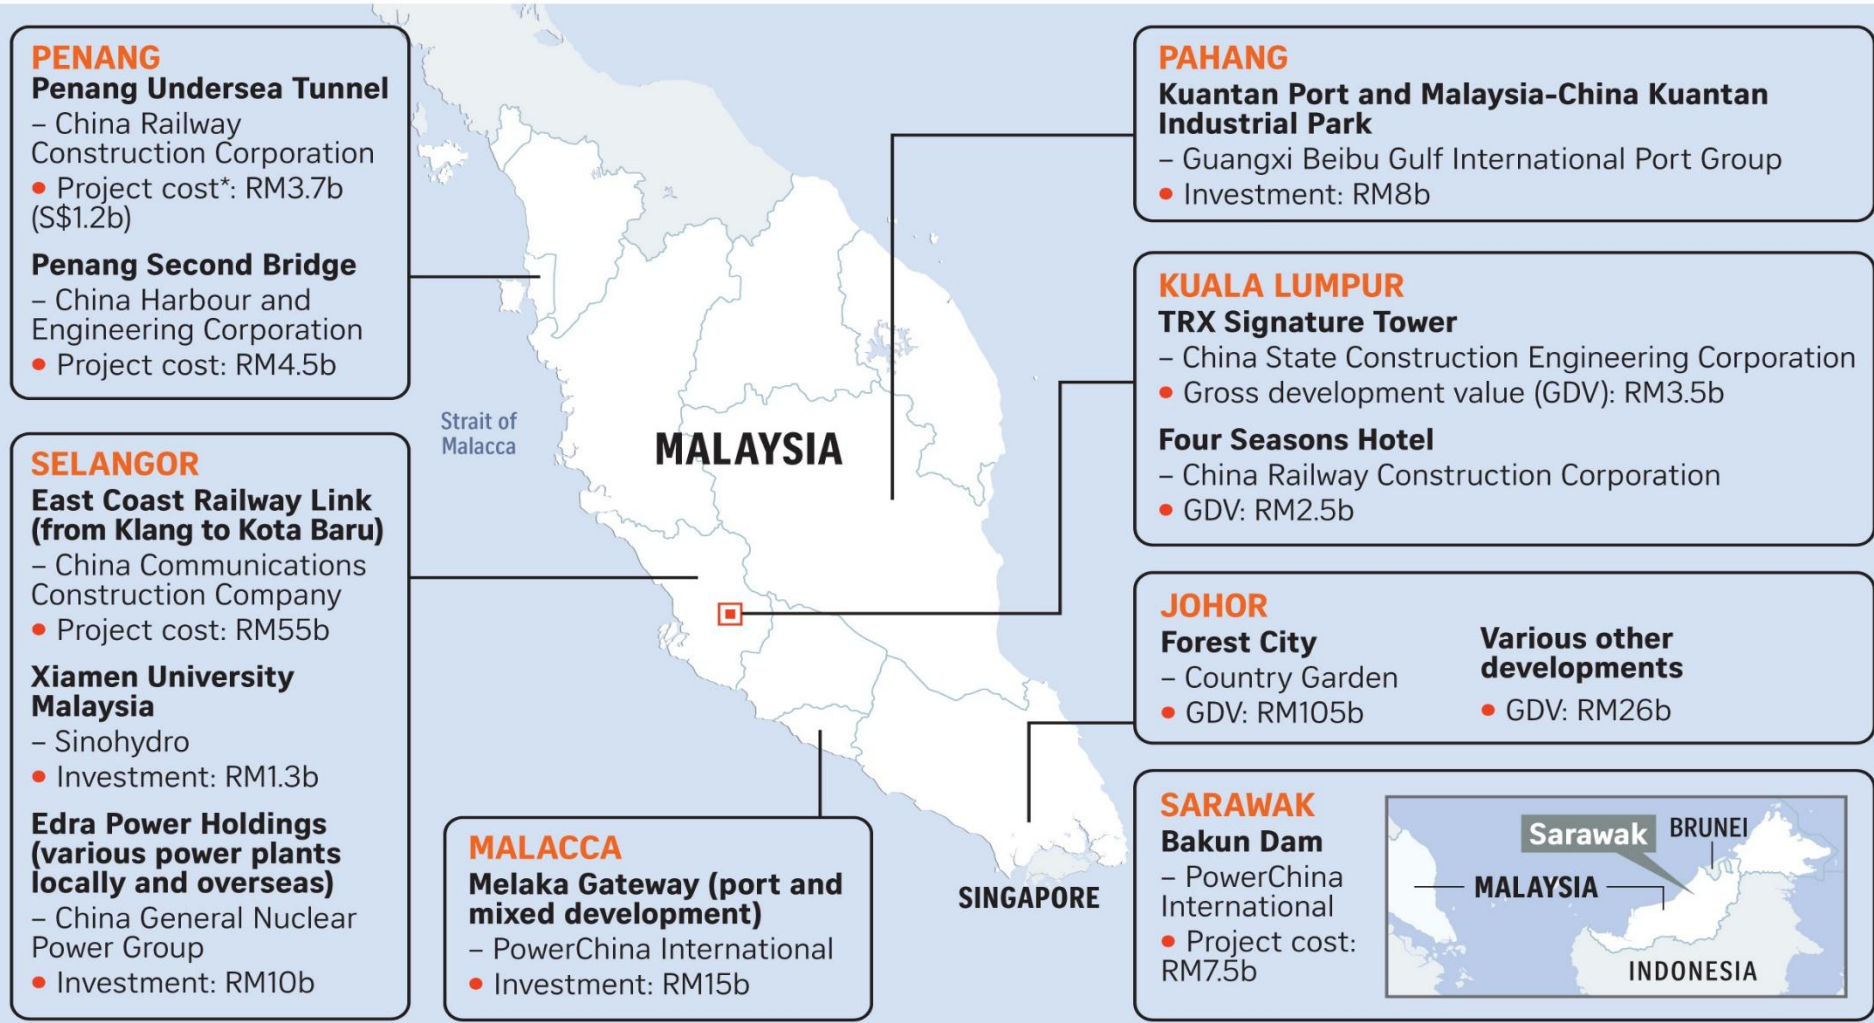 PENANG
Penang Undersea Tunnel
– China Railway
Construction Corporation
• Project cost*: RM3.7b
(S$1.2b)
Penang Second Bridge
– China Harbour and
Engineering Corporation
• Project cost: RM4.5b
SELANGOR
East Coast Railway Link
(from Klang to Kota Baru)
– China Communications
Construction Company
• Project cost: RM55b
Xiamen University
Malaysia
– Sinohydro
• Investment: RM1.3b
Edra Power Holdings
(various power plants
locally and overseas)
– China General Nuclear
Power Group
• Investment: RM10b
Strait of
Malacca
MALAYSIA
MALACCA
Melaka Gateway (port and
mixed development)
– PowerChina International
• Investment: RM15b
SINGAPORE
PAHANG
Kuantan Port and Malaysia-China Kuantan
Industrial Park
– Guangxi Beibu Gulf International Port Group
• Investment: RM8b
KUALA LUMPUR
TRX Signature Tower
– China State Construction Engineering Corporation
• Gross development value (GDV): RM3.5b
Four Seasons Hotel
– China Railway Construction Corporation
• GDV: RM2.5b
JOHOR
Forest City
– Country Garden
• GDV: RM105b
Various other
developments
• GDV: RM26b
SARAWAK
Bakun Dam
– PowerChina
International
• Project cost:
RM7.5b
Sarawak
BRUNEI
MALAYSIA
INDONESIA